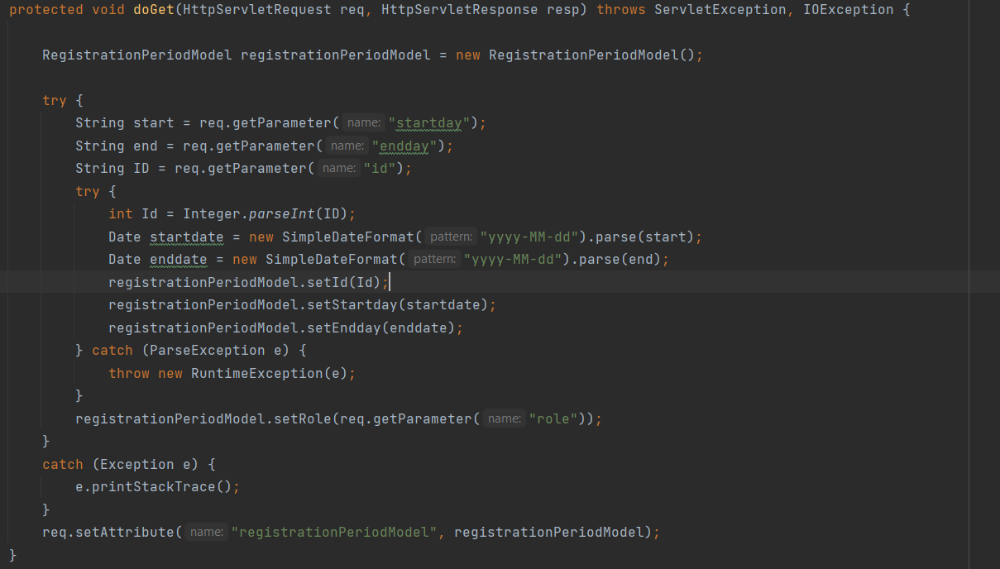 protected void doGet(HttpServletRequest req, HttpServletResponse resp) throws ServletException, IOException {
RegistrationPeriodModel registrationPeriodModel = new RegistrationPeriodModel();
try {
String start = req.getParameter( name: "startday");
String end = req.getParameter( name: "endday");
String ID = req.getParameter( name: "id");
try {
int Id = Integer.parseInt(ID);
Date startdate = new SimpleDateFormat( pattern: "yyyy-MM-dd").parse(start);
Date enddate = new SimpleDateFormat( pattern: "yyyy-MM-dd").parse(end);
registrationPeriodModel.setId(Id);
registrationPeriodModel.setStartday(startdate);
registrationPeriodModel.setEndday(enddate);
} catch (ParseException e) {
throw new RuntimeException(e);
}
registrationPeriodModel.setRole(req.getParameter( name: "role"));
}
catch (Exception e) {
e.printStackTrace();
}
req.setAttribute( name: "registrationPeriodModel", registrationPeriodModel);
}